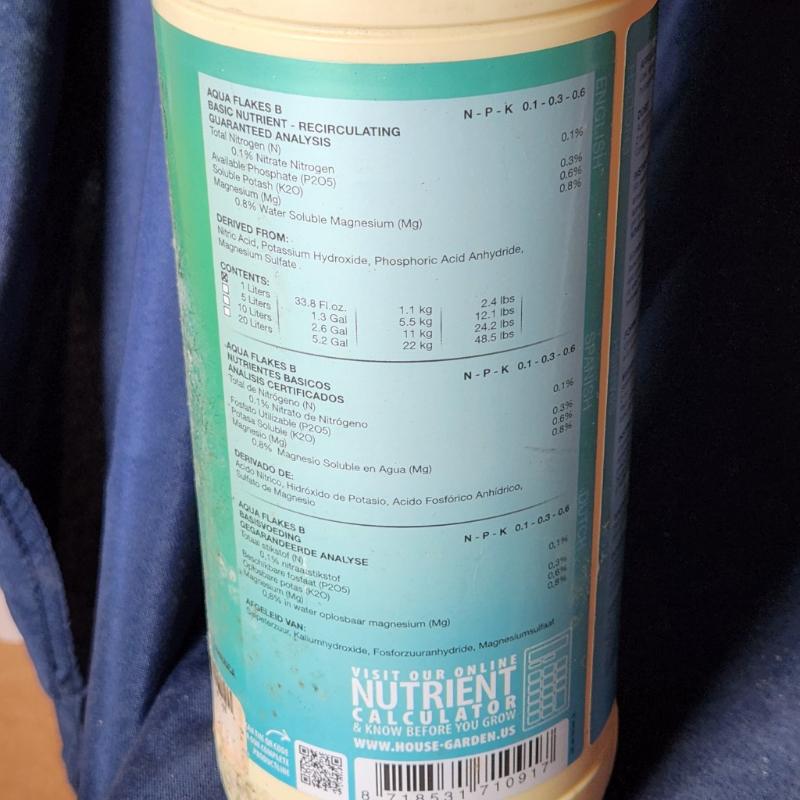 AQUA FLAKES B
BASIC NUTRIENT - RECIRCULATING
GUARANTEED ANALYSIS
N - P - K 0.1 - 0.3 - 0.6
Total Nitrogen (N) 0.1%
0.1% Nitrate Nitrogen
Available Phosphate (P2O5) 0.3%
Soluble Potash (K2O) 0.6%
Magnesium (Mg) 0.8%
0.8% Water Soluble Magnesium (Mg)
DERIVED FROM:
Nitric Acid, Potassium Hydroxide, Phosphoric Acid Anhydride,
Magnesium Sulfate
CONTENTS:
1 Liters 33.8 Fl.oz. 1.1 kg 2.4 lbs
5 Liters 1.3 Gal 5.5 kg 12.1 lbs
10 Liters 2.6 Gal 11 kg 24.2 lbs
20 Liters 5.2 Gal 22 kg 48.5 lbs
ENGLISH
AQUA FLAKES B
NUTRIENTES BASICOS
ANALISIS CERTIFICADOS
N - P - K 0.1 - 0.3 - 0.6
Total de Nitrógeno (N) 0.1%
0.1% Nitrato de Nitrógeno
Fosfato Utilizable (P2O5) 0.3%
Potasa Soluble (K2O) 0.6%
Magnesio (Mg) 0.8%
0.8% Magnesio Soluble en Agua (Mg)
DERIVADO DE:
Acido Nítrico, Hidróxido de Potasio, Acido Fosfórico Anhídrico,
Sulfato de Magnesio
SPANISH
AQUA FLAKES B
BASISVOEDING
GEGARANDEERDE ANALYSE
N - P - K 0.1 - 0.3 - 0.6
Totaal stikstof (N) 0,1%
0,1% nitraatstikstof
Beschikbare fosfaat (P2O5) 0,3%
Oplosbare potas (K2O) 0,6%
Magnesium (Mg) 0,8%
0,8% in water oplosbaar magnesium (Mg)
AFGELEID VAN:
Salpeterzuur, Kaliumhydroxide, Fosforzuuranhydride, Magnesiumsulfaat
DUTCH
VISIT OUR ONLINE
NUTRIENT
CALCULATOR
& KNOW BEFORE YOU GROW
WWW.HOUSE-GARDEN.US
THE QR-CODE
COMPLETE
PRODUCTLINE
8 718531 710917